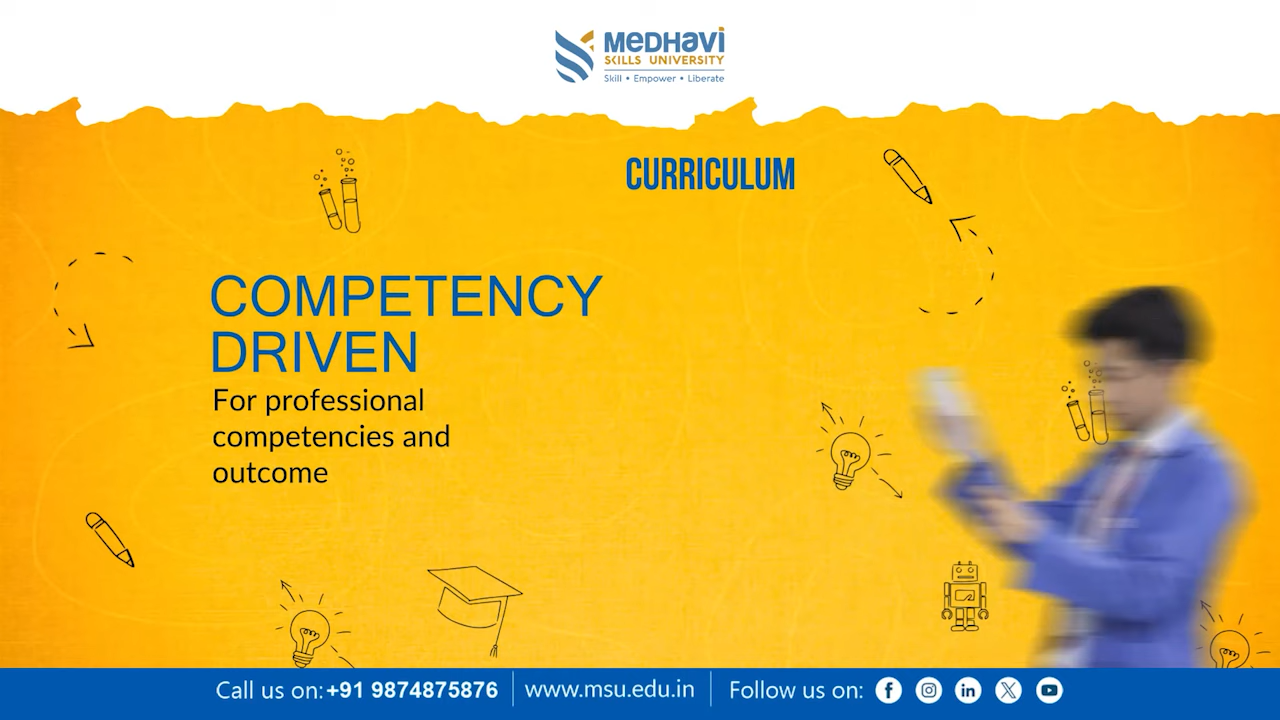 MEDHAVI
SKILLS UNIVERSITY
Skill • Empower • Liberate
CURRICULUM
COMPETENCY
DRIVEN
For professional
competencies and
outcome
Call us on: +91 9874875876 | www.msu.edu.in | Follow us on: